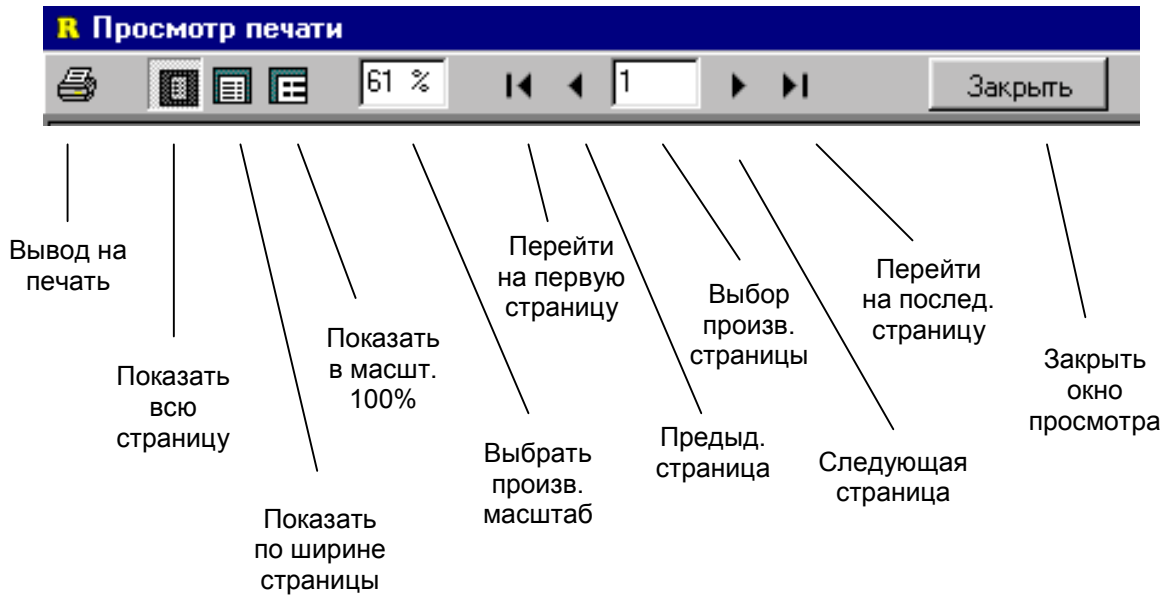 R Просмотр печати
61 %
1
Закрыть
Вывод на
печать
Показать
всю
страницу
Показать
по ширине
страницы
Показать
в масшт.
100%
Выбрать
произв.
масштаб
Перейти
на первую
страницу
Предыд.
страница
Выбор
произв.
страницы
Следующая
страница
Перейти
на послед.
страницу
Закрыть
окно
просмотра